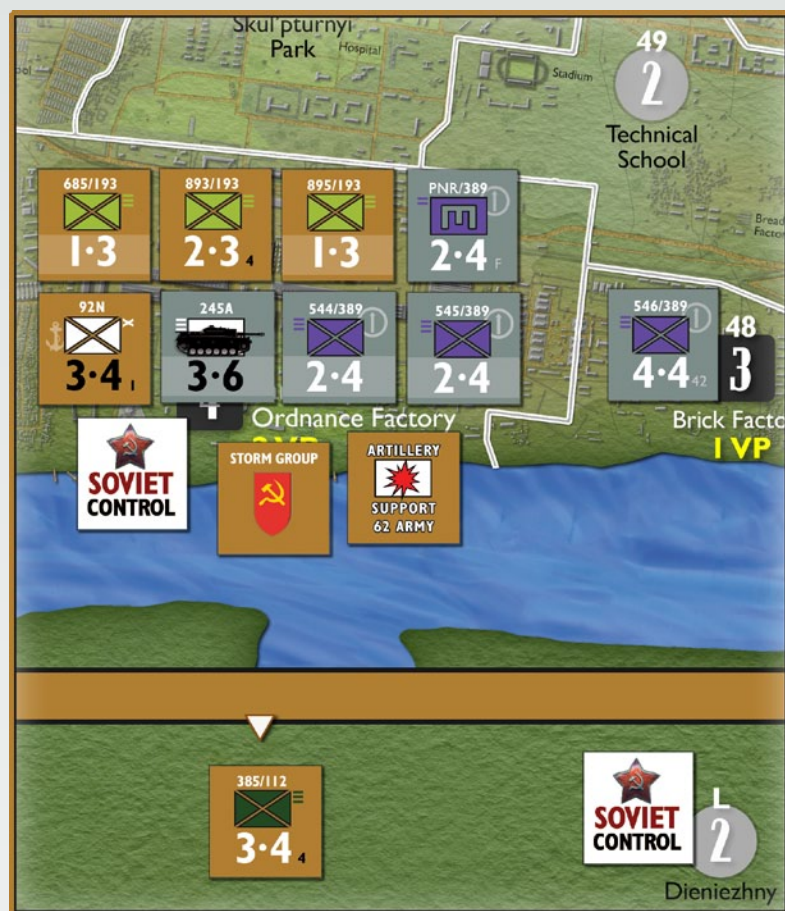 Skul'pturnyi
Park
Hospital
Stadium
49
2
Technical
School
Bread
Factor
685/193
1·3
893/193
2·3 4
895/193
1·3
PNR/389
2·4 F
92N
3·4 1
245A
3·6
544/389
2·4
545/389
2·4
546/389
4·4 42
48
3
Ordnance Factory
Brick Facto
1 VP
SOVIET
CONTROL
STORM GROUP
ARTILLERY
SUPPORT
62 ARMY
385/112
3·4 4
SOVIET
CONTROL
L
2
Dieniezhny